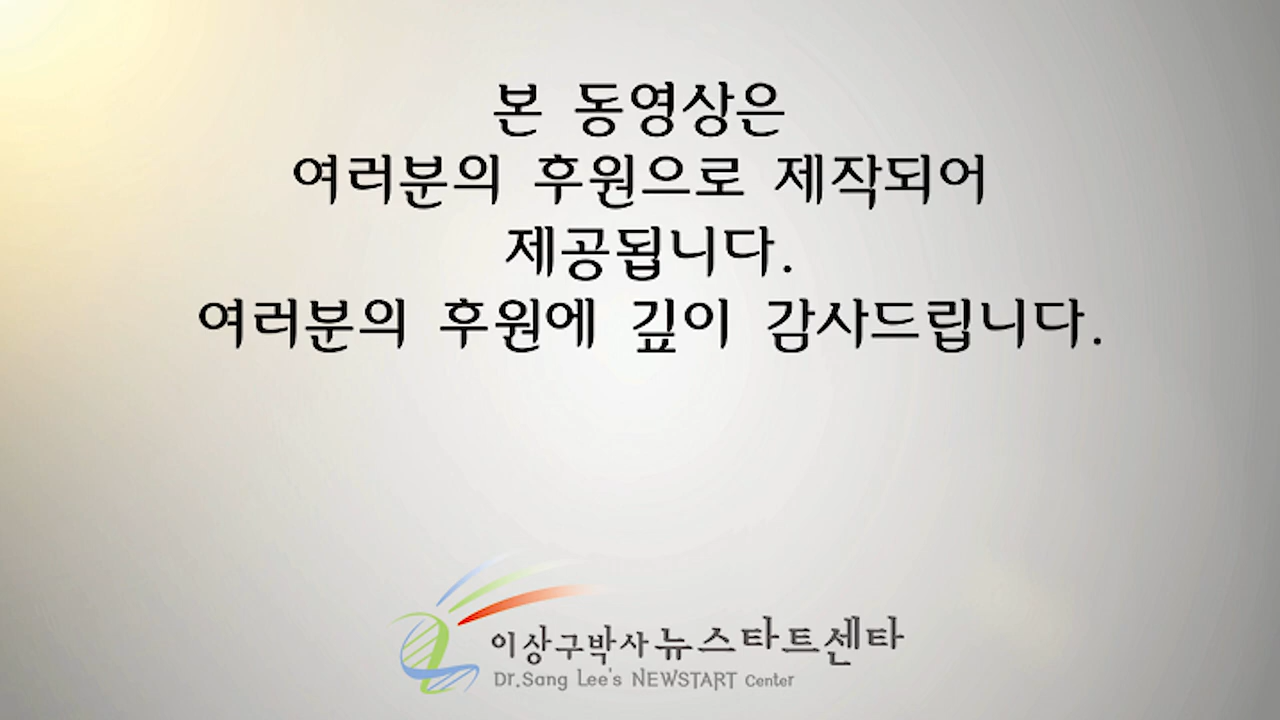 본 동영상은
여러분의 후원으로 제작되어
제공됩니다.
여러분의 후원에 깊이 감사드립니다.
이상구박사 뉴스타트센타
Dr.Sang Lee's NEWSTART Center